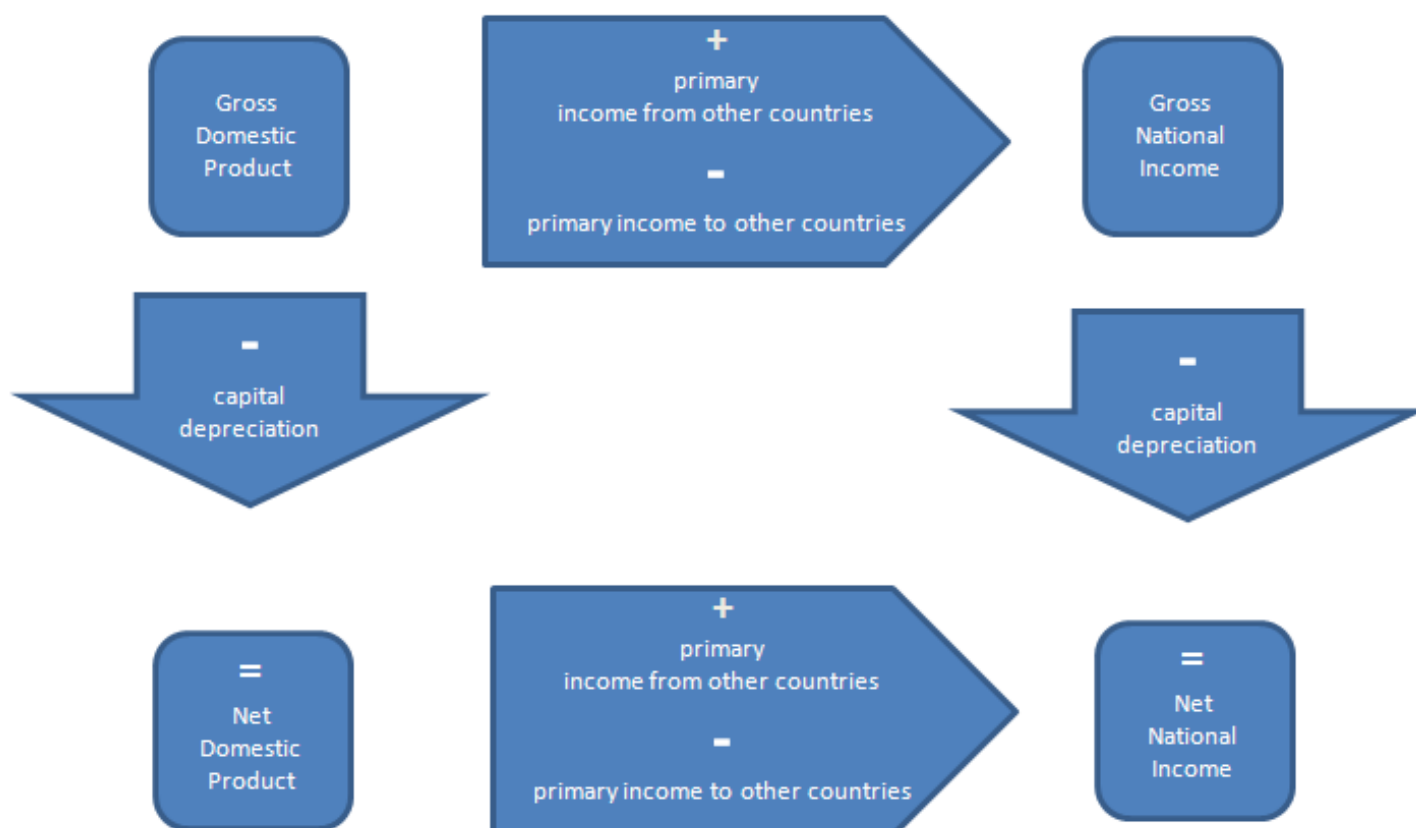 Gross
Domestic
Product
+
primary
income from other countries
-
primary income to other countries
Gross
National
Income
-
capital
depreciation
-
capital
depreciation
=
Net
Domestic
Product
+
primary
income from other countries
-
primary income to other countries
=
Net
National
Income